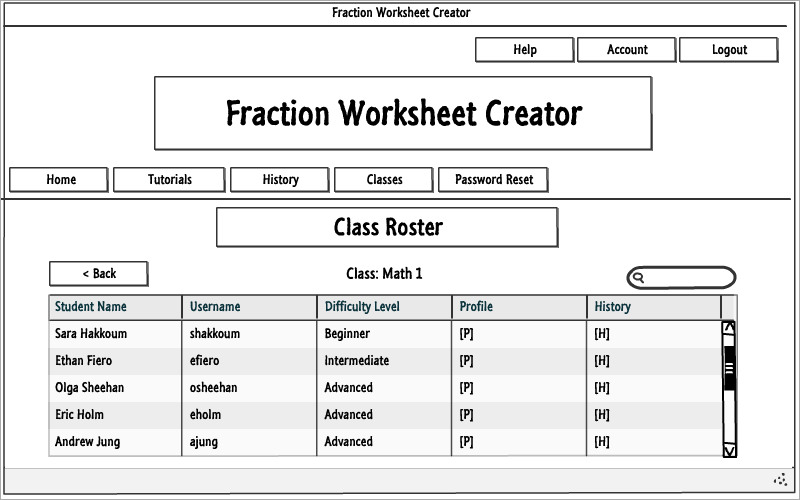 Fraction Worksheet Creator
Help Account Logout
Fraction Worksheet Creator
Home Tutorials History Classes Password Reset
Class Roster
< Back Class: Math 1
Student Name Username Difficulty Level Profile History
Sara Hakkoum shakkoum Beginner [P] [H]
Ethan Fiero efiero Intermediate [P] [H]
Olga Sheehan osheehan Advanced [P] [H]
Eric Holm eholm Advanced [P] [H]
Andrew Jung ajung Advanced [P] [H]